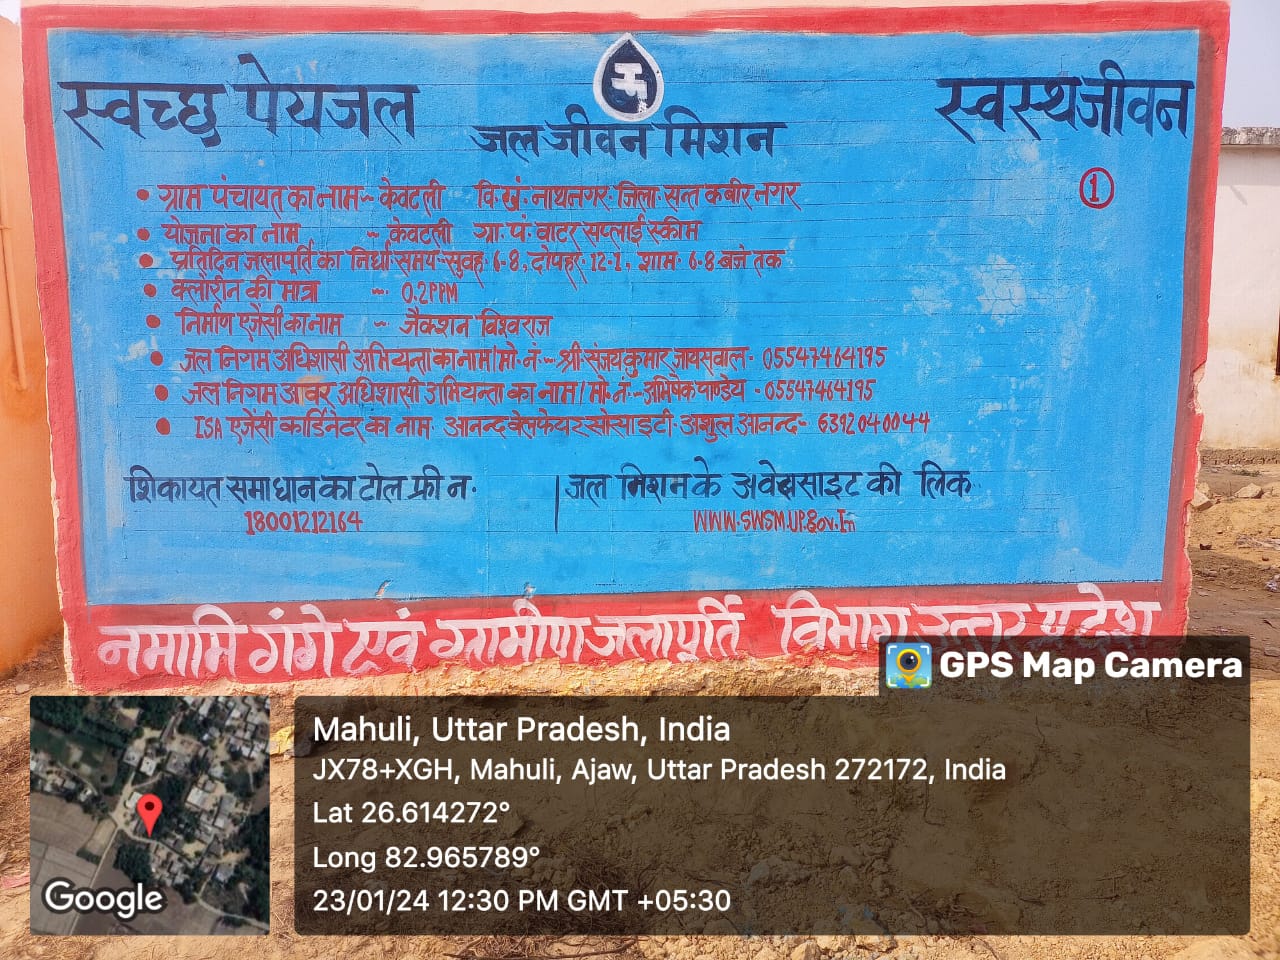 स्वच्छ पेयजल
जल जीवन मिशन
स्वस्थ जीवन
1
• ग्राम पंचायत का नाम - केवटली वि.खं. नाथनगर. जिला. सन्त कबीर नगर
• योजना का नाम - केवटली ग्रा. पं. वाटर सप्लाई स्कीम
• प्रतिदिन जलापूर्ति का निर्धा समय - सुवह. 6-8, दोपहर. 12-1, शाम. 6-8 बजे तक
• क्लोरीन की मात्रा - 0.2PPM
• निर्माण एजेंसी का नाम - जैक्शन विश्वराज
• जल निगम अधिशासी अभियन्ता का नाम/मो. नं - श्री संजय कुमार जायसवाल - 05547464195
• जल निगम अवर अधिशासी अभियन्ता का नाम/मो. नं. - अभिषेक पाण्डेय - 05547464195
• ISA एजेंसी कार्डिनेटर का नाम. आनन्द वेलफेयर सोसाइटी. अंशुल आनन्द - 6392040044
शिकायत समाधान का टोल फ्री न.
18001212164
जल मिशन के अवेबसाइट की लिंक
WWW.SWSM.UP.Gov.In
नमामि गंगे एवं ग्रामीण जलापूर्ति विभाग उत्तर प्रदेश
GPS Map Camera
Mahuli, Uttar Pradesh, India
JX78+XGH, Mahuli, Ajaw, Uttar Pradesh 272172, India
Lat 26.614272°
Long 82.965789°
23/01/24 12:30 PM GMT +05:30
Google